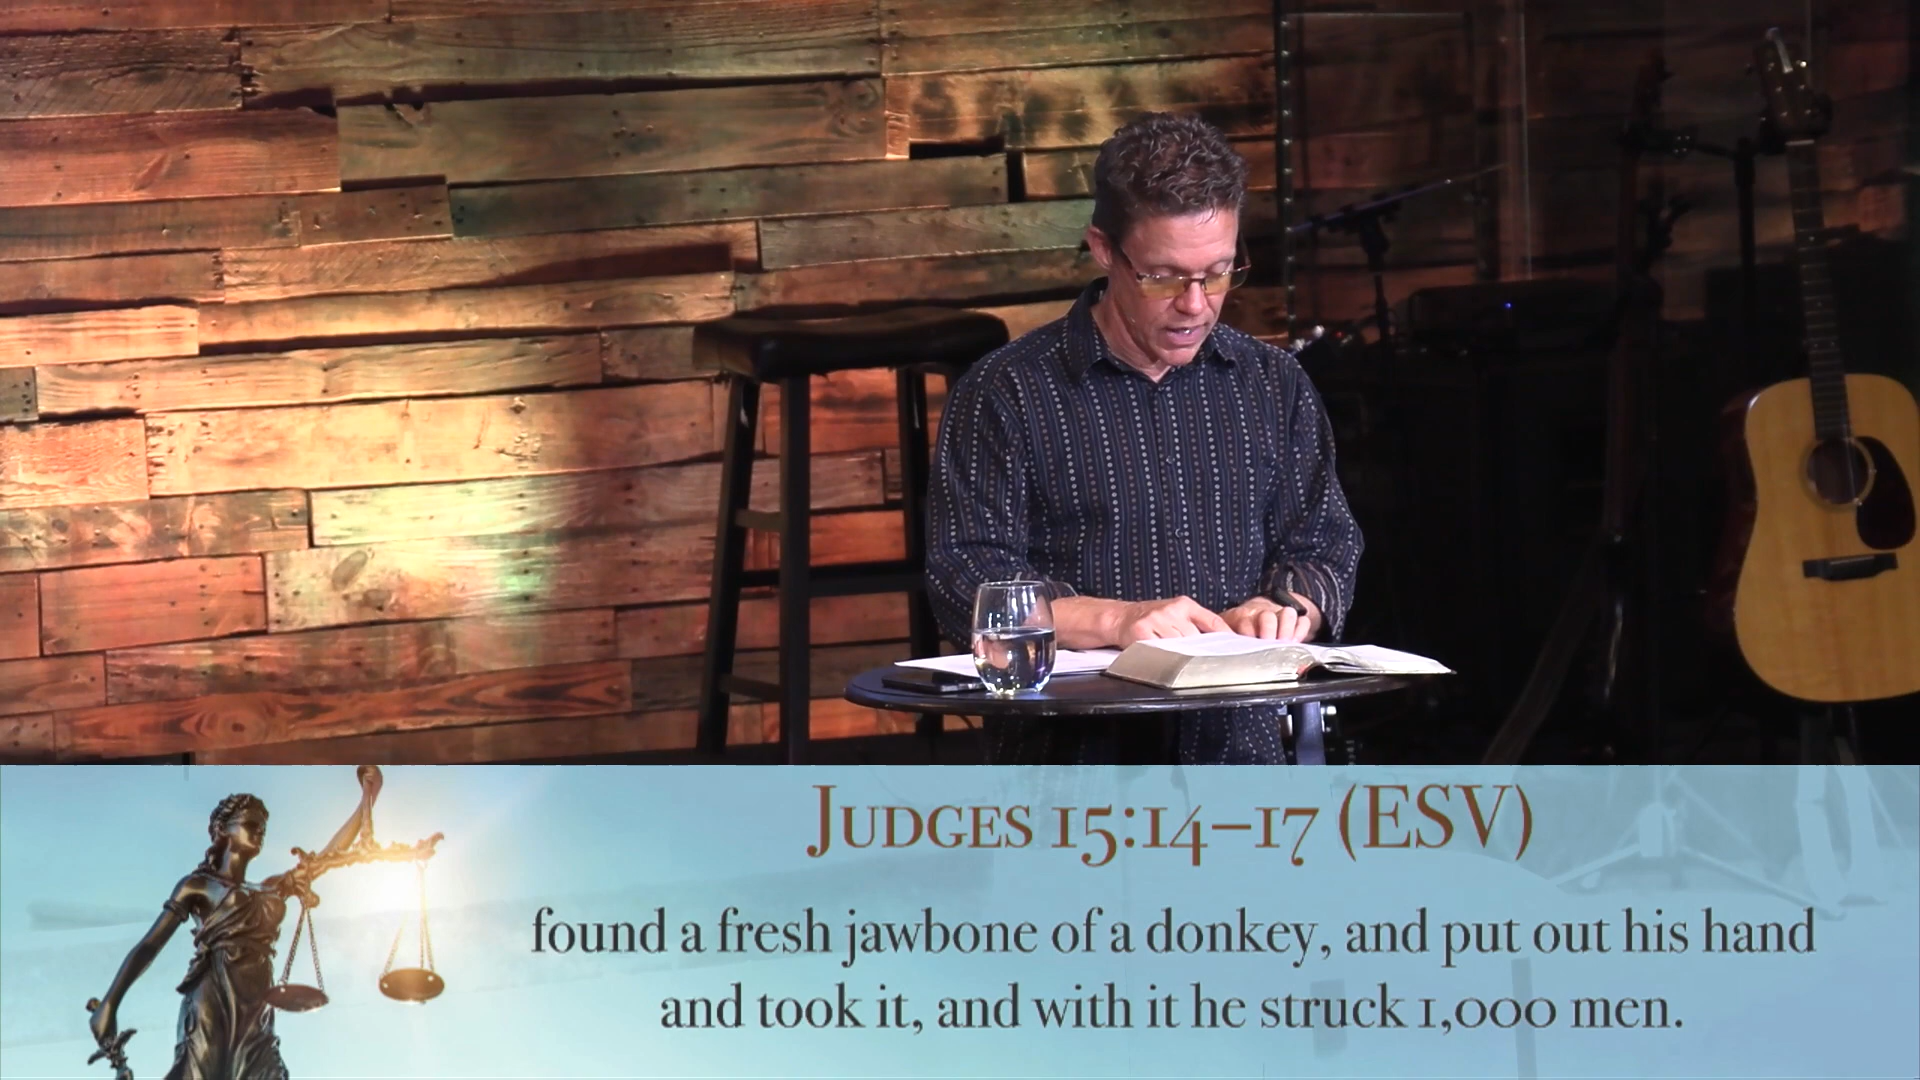 Judges 15:14–17 (ESV)
found a fresh jawbone of a donkey, and put out his hand
and took it, and with it he struck 1,000 men.